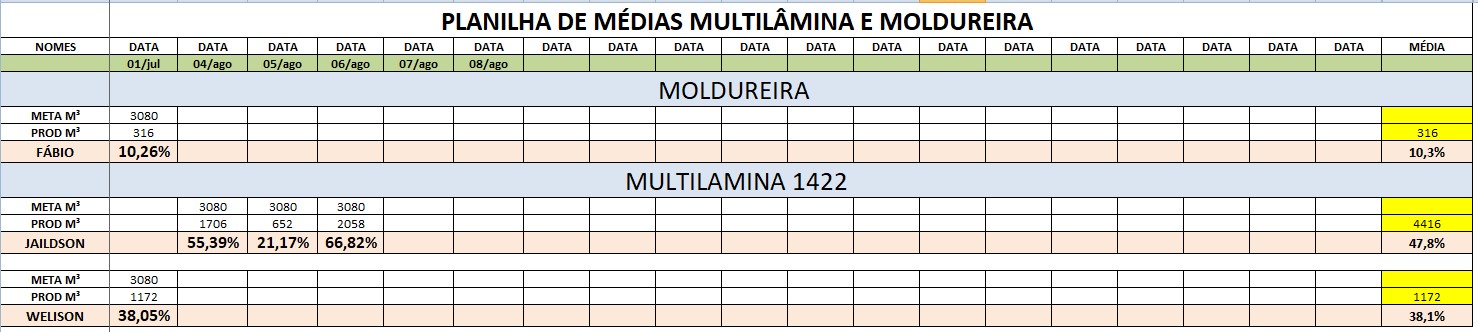 PLANILHA DE MÉDIAS MULTILÂMINA E MOLDUREIRA
NOMES DATA DATA DATA DATA DATA DATA DATA DATA DATA DATA DATA DATA DATA DATA DATA DATA DATA DATA DATA MÉDIA
01/jul 04/ago 05/ago 06/ago 07/ago 08/ago
MOLDUREIRA
META M³ 3080
PROD M³ 316 316
FÁBIO 10,26% 10,3%
MULTILAMINA 1422
META M³ 3080 3080 3080
PROD M³ 1706 652 2058 4416
JAILDSON 55,39% 21,17% 66,82% 47,8%
META M³ 3080
PROD M³ 1172 1172
WELISON 38,05% 38,1%